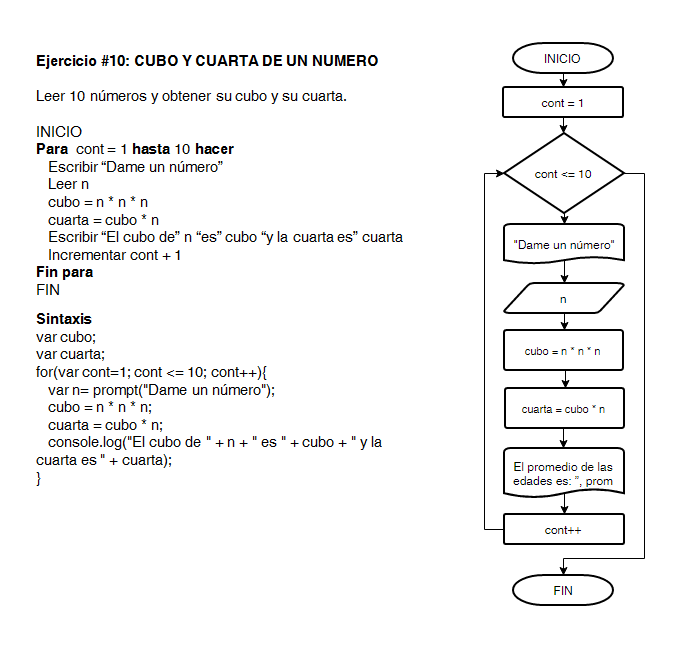 Ejercicio #10: CUBO Y CUARTA DE UN NUMERO
Leer 10 números y obtener su cubo y su cuarta.
INICIO
Para cont = 1 hasta 10 hacer
Escribir “Dame un número”
Leer n
cubo = n * n * n
cuarta = cubo * n
Escribir “El cubo de” n “es” cubo “y la cuarta es” cuarta
Incrementar cont + 1
Fin para
FIN
Sintaxis
var cubo;
var cuarta;
for(var cont=1; cont <= 10; cont++){
var n= prompt("Dame un número");
cubo = n * n * n;
cuarta = cubo * n;
console.log("El cubo de " + n + " es " + cubo + " y la
cuarta es " + cuarta);
}
INICIO
cont = 1
cont <= 10
"Dame un número"
n
cubo = n * n * n
cuarta = cubo * n
El promedio de las
edades es: ”, prom
cont++
FIN